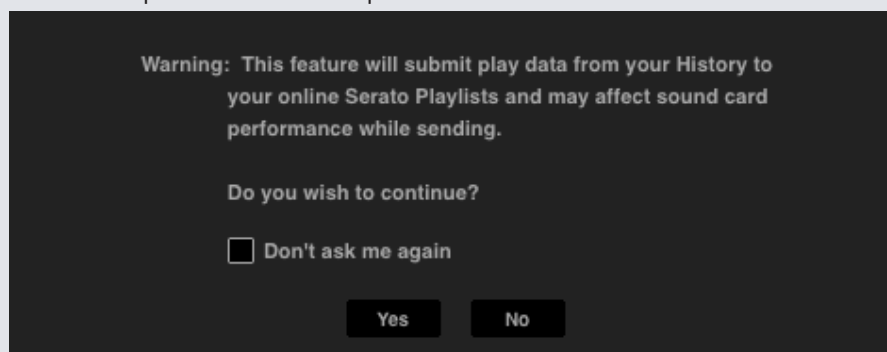 Warning: This feature will submit play data from your History to
your online Serato Playlists and may affect sound card
performance while sending.
Do you wish to continue?
Don't ask me again
Yes No